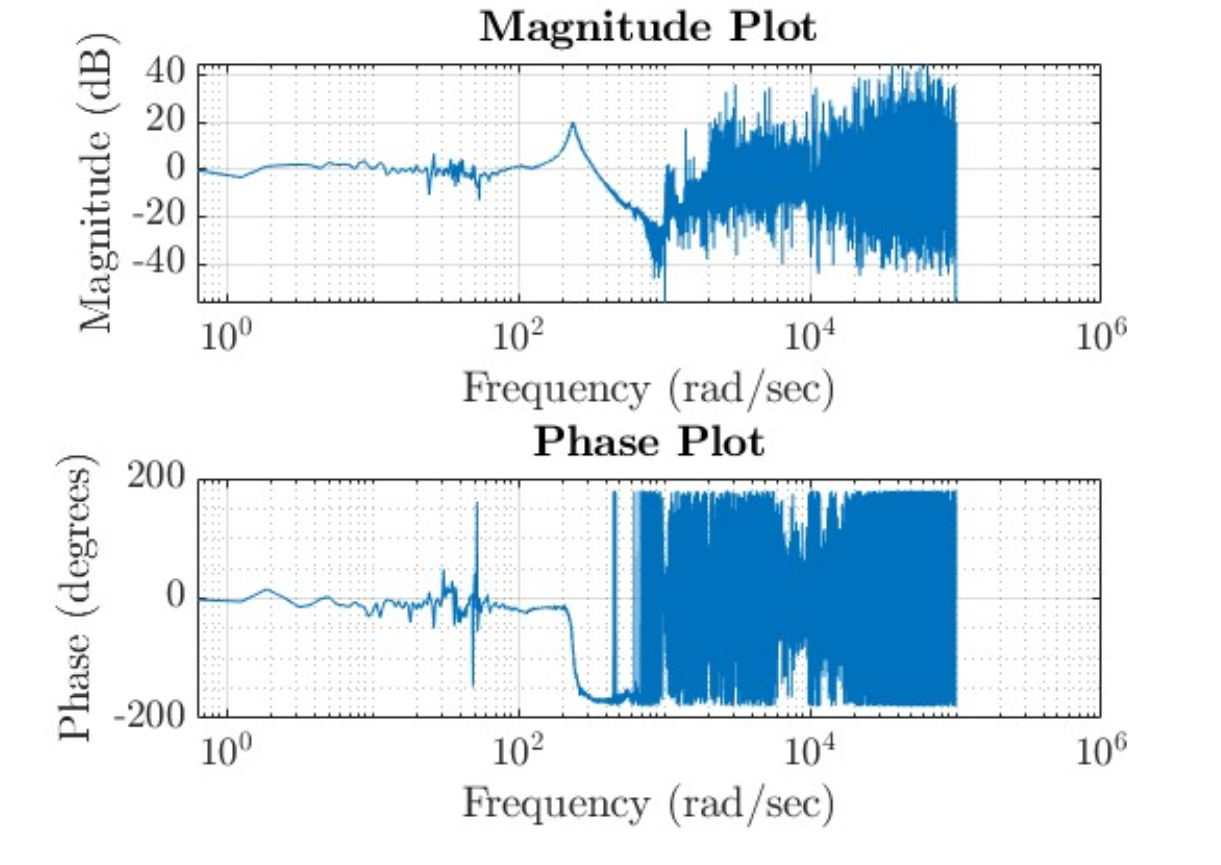 Magnitude Plot
Magnitude (dB)
40
20
0
-20
-40
10^0
10^2
10^4
10^6
Frequency (rad/sec)
Phase Plot
Phase (degrees)
200
0
-200
10^0
10^2
10^4
10^6
Frequency (rad/sec)